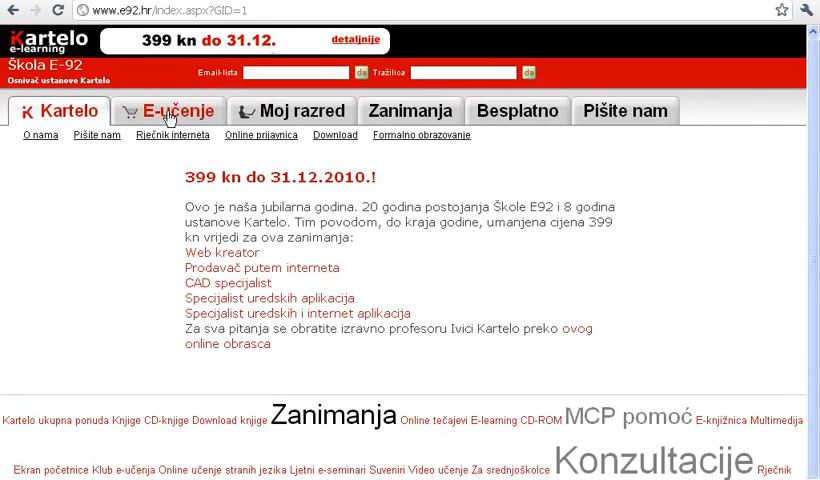 www.e92.hr/index.aspx?GID=1
Kartelo
e-learning
399 kn do 31.12.
detaljnije
Škola E-92
Osnivač ustanove Kartelo
Email-lista da Tražilica da
Kartelo E-učenje Moj razred Zanimanja Besplatno Pišite nam
O nama Pišite nam Rječnik interneta Online prijavnica Download Formalno obrazovanje
399 kn do 31.12.2010.!
Ovo je naša jubilarna godina. 20 godina postojanja Škole E92 i 8 godina
ustanove Kartelo. Tim povodom, do kraja godine, umanjena cijena 399
kn vrijedi za ova zanimanja:
Web kreator
Prodavač putem interneta
CAD specijalist
Specijalist uredskih aplikacija
Specijalist uredskih i internet aplikacija
Za sva pitanja se obratite izravno profesoru Ivici Kartelo preko ovog
online obrasca
Kartelo ukupna ponuda Knjige CD-knjige Download knjige Zanimanja Online tečajevi E-learning CD-ROM MCP pomoć E-knjižnica Multimedija
Ekran početnice Klub e-učenja Online učenje stranih jezika Ljetni e-seminari Suveniri Video učenje Za srednjoškolce Konzultacije Rječnik